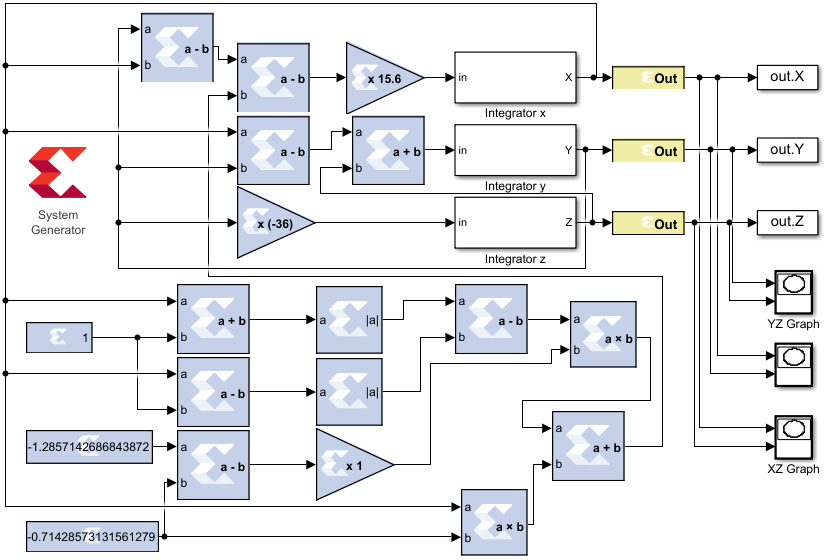 a
b
a - b
a
b
a - b
x 15.6
in
X
Integrator x
Out
out.X
a
b
a - b
a
b
a + b
in
Y
Integrator y
Out
out.Y
System
Generator
x (-36)
in
Z
Integrator z
Out
out.Z
YZ Graph
XZ Graph
1
a
b
a + b
a
|a|
a
b
a - b
a
b
a × b
a
b
a - b
a
|a|
-1.2857142686843872
a
b
a - b
x 1
a
b
a + b
-0.71428573131561279
a
b
a × b